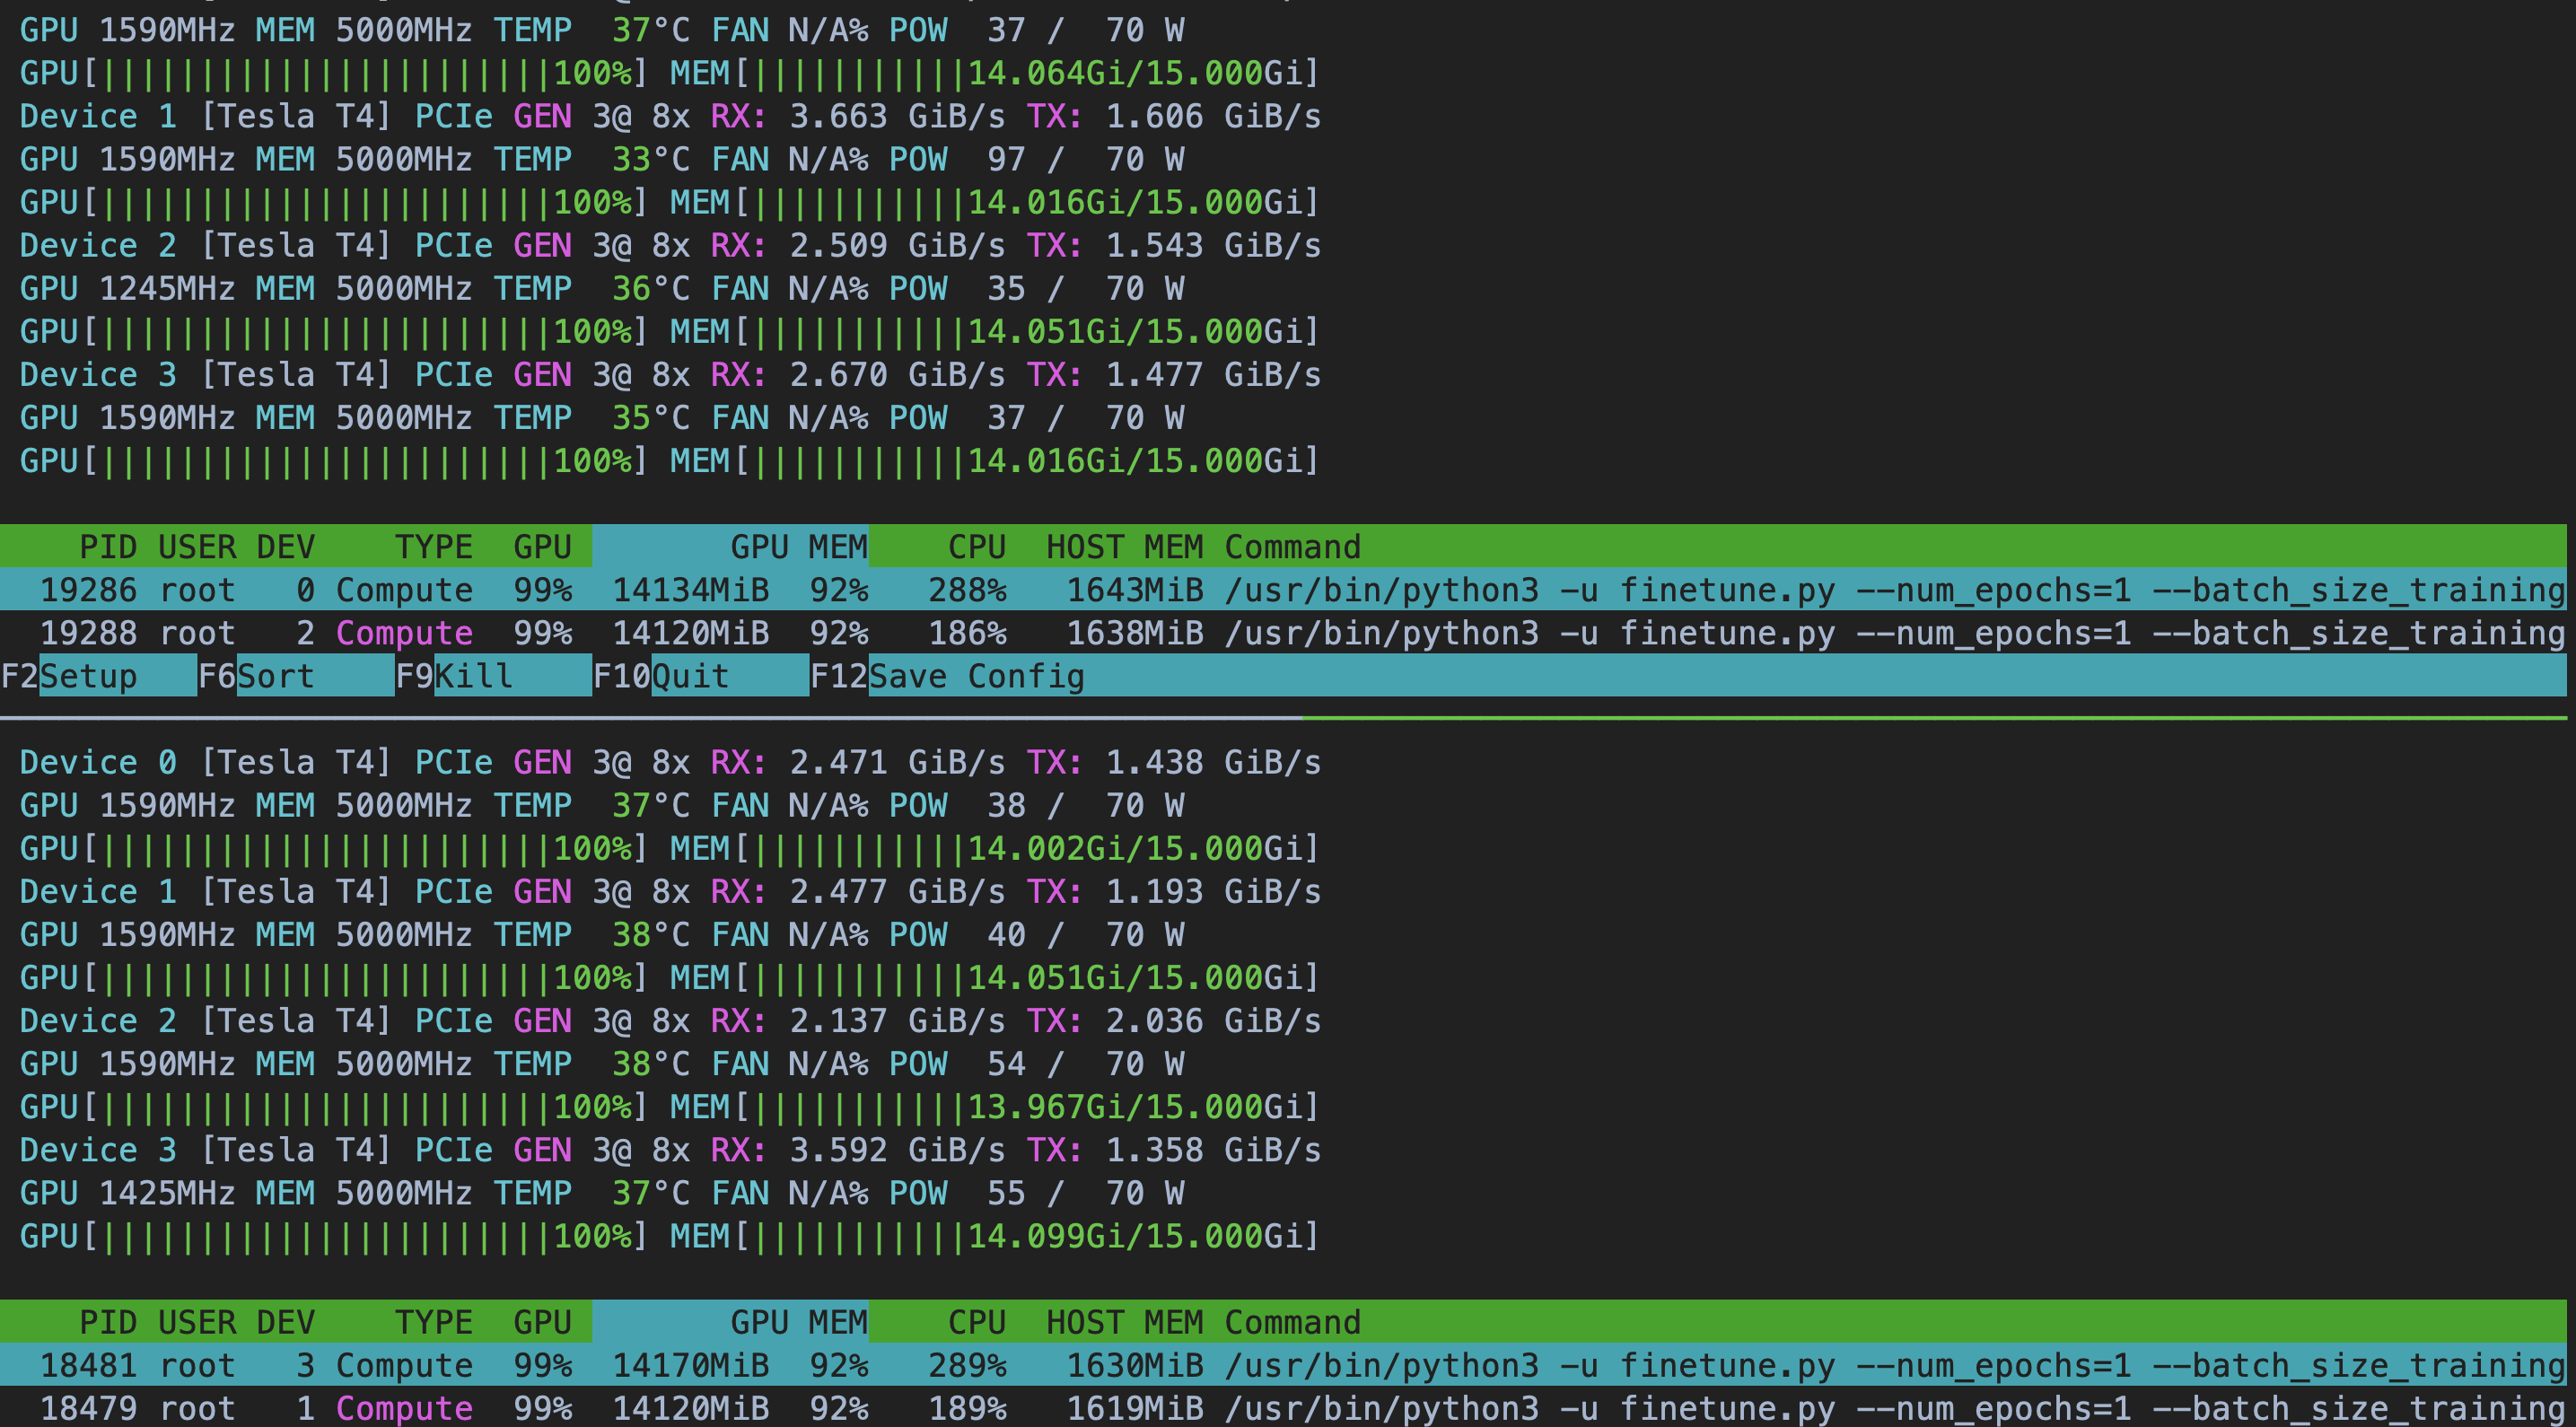 GPU 1590MHz MEM 5000MHz TEMP  37°C FAN N/A% POW  37 /  70 W
GPU[|||||||||||||||||||||||100%] MEM[|||||||||||14.064Gi/15.000Gi]
Device 1 [Tesla T4] PCIe GEN 3@ 8x RX: 3.663 GiB/s TX: 1.606 GiB/s
GPU 1590MHz MEM 5000MHz TEMP  33°C FAN N/A% POW  97 /  70 W
GPU[|||||||||||||||||||||||100%] MEM[|||||||||||14.016Gi/15.000Gi]
Device 2 [Tesla T4] PCIe GEN 3@ 8x RX: 2.509 GiB/s TX: 1.543 GiB/s
GPU 1245MHz MEM 5000MHz TEMP  36°C FAN N/A% POW  35 /  70 W
GPU[|||||||||||||||||||||||100%] MEM[|||||||||||14.051Gi/15.000Gi]
Device 3 [Tesla T4] PCIe GEN 3@ 8x RX: 2.670 GiB/s TX: 1.477 GiB/s
GPU 1590MHz MEM 5000MHz TEMP  35°C FAN N/A% POW  37 /  70 W
GPU[|||||||||||||||||||||||100%] MEM[|||||||||||14.016Gi/15.000Gi]
PID USER DEV    TYPE  GPU        GPU MEM    CPU  HOST MEM Command
19286 root   0 Compute  99%  14134MiB  92%   288%   1643MiB /usr/bin/python3 -u finetune.py --num_epochs=1 --batch_size_training
19288 root   2 Compute  99%  14120MiB  92%   186%   1638MiB /usr/bin/python3 -u finetune.py --num_epochs=1 --batch_size_training
F2Setup   F6Sort    F9Kill    F10Quit    F12Save Config
Device 0 [Tesla T4] PCIe GEN 3@ 8x RX: 2.471 GiB/s TX: 1.438 GiB/s
GPU 1590MHz MEM 5000MHz TEMP  37°C FAN N/A% POW  38 /  70 W
GPU[|||||||||||||||||||||||100%] MEM[|||||||||||14.002Gi/15.000Gi]
Device 1 [Tesla T4] PCIe GEN 3@ 8x RX: 2.477 GiB/s TX: 1.193 GiB/s
GPU 1590MHz MEM 5000MHz TEMP  38°C FAN N/A% POW  40 /  70 W
GPU[|||||||||||||||||||||||100%] MEM[|||||||||||14.051Gi/15.000Gi]
Device 2 [Tesla T4] PCIe GEN 3@ 8x RX: 2.137 GiB/s TX: 2.036 GiB/s
GPU 1590MHz MEM 5000MHz TEMP  38°C FAN N/A% POW  54 /  70 W
GPU[|||||||||||||||||||||||100%] MEM[|||||||||||13.967Gi/15.000Gi]
Device 3 [Tesla T4] PCIe GEN 3@ 8x RX: 3.592 GiB/s TX: 1.358 GiB/s
GPU 1425MHz MEM 5000MHz TEMP  37°C FAN N/A% POW  55 /  70 W
GPU[|||||||||||||||||||||||100%] MEM[|||||||||||14.099Gi/15.000Gi]
PID USER DEV    TYPE  GPU        GPU MEM    CPU  HOST MEM Command
18481 root   3 Compute  99%  14170MiB  92%   289%   1630MiB /usr/bin/python3 -u finetune.py --num_epochs=1 --batch_size_training
18479 root   1 Compute  99%  14120MiB  92%   189%   1619MiB /usr/bin/python3 -u finetune.py --num_epochs=1 --batch_size_training